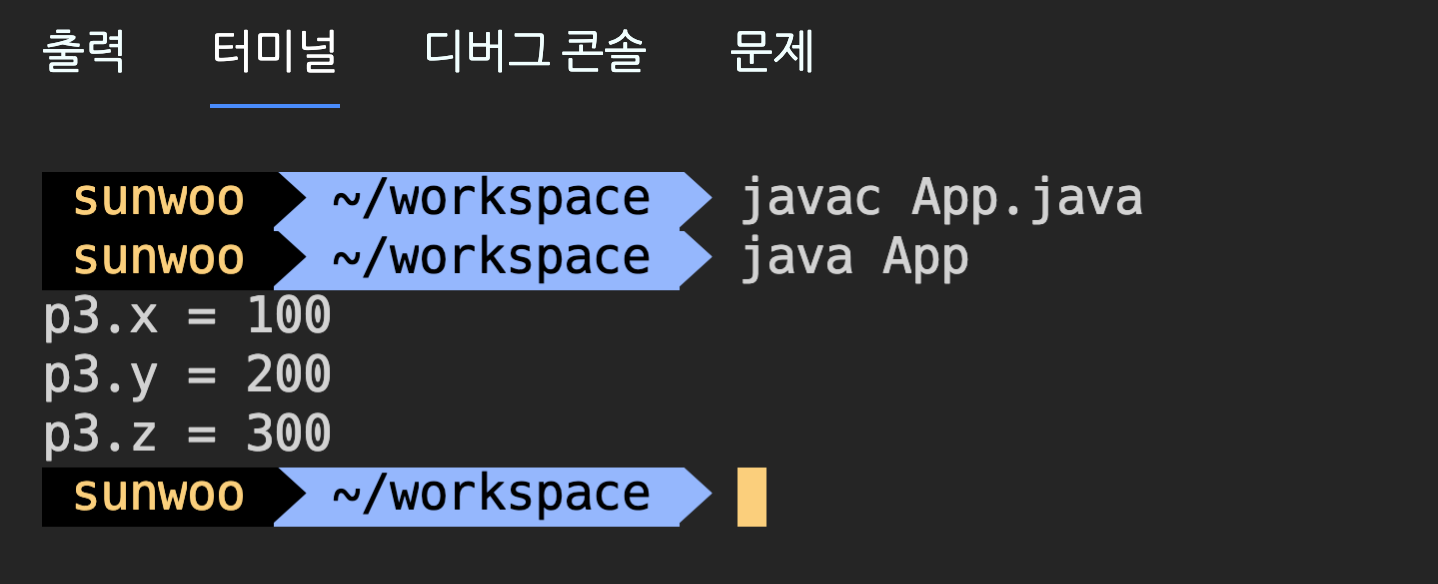 출력 터미널 디버그 콘솔 문제
sunwoo ~/workspace javac App.java
sunwoo ~/workspace java App
p3.x = 100
p3.y = 200
p3.z = 300
sunwoo ~/workspace